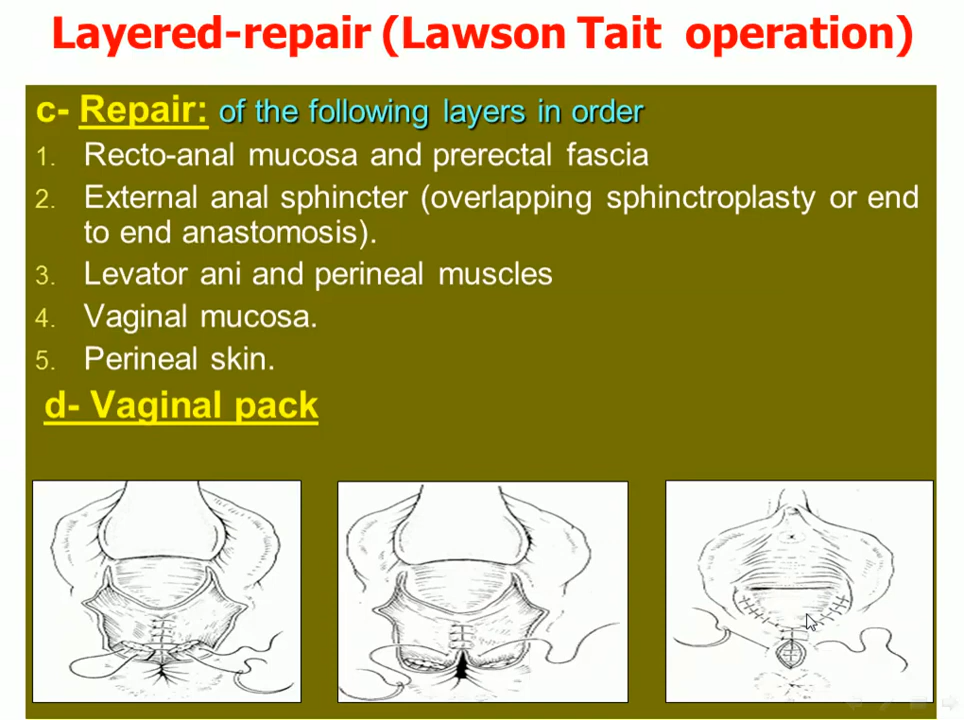 Layered-repair (Lawson Tait operation)
c- Repair: of the following layers in order
1. Recto-anal mucosa and prerectal fascia
2. External anal sphincter (overlapping sphinctroplasty or end
to end anastomosis).
3. Levator ani and perineal muscles
4. Vaginal mucosa.
5. Perineal skin.
d- Vaginal pack